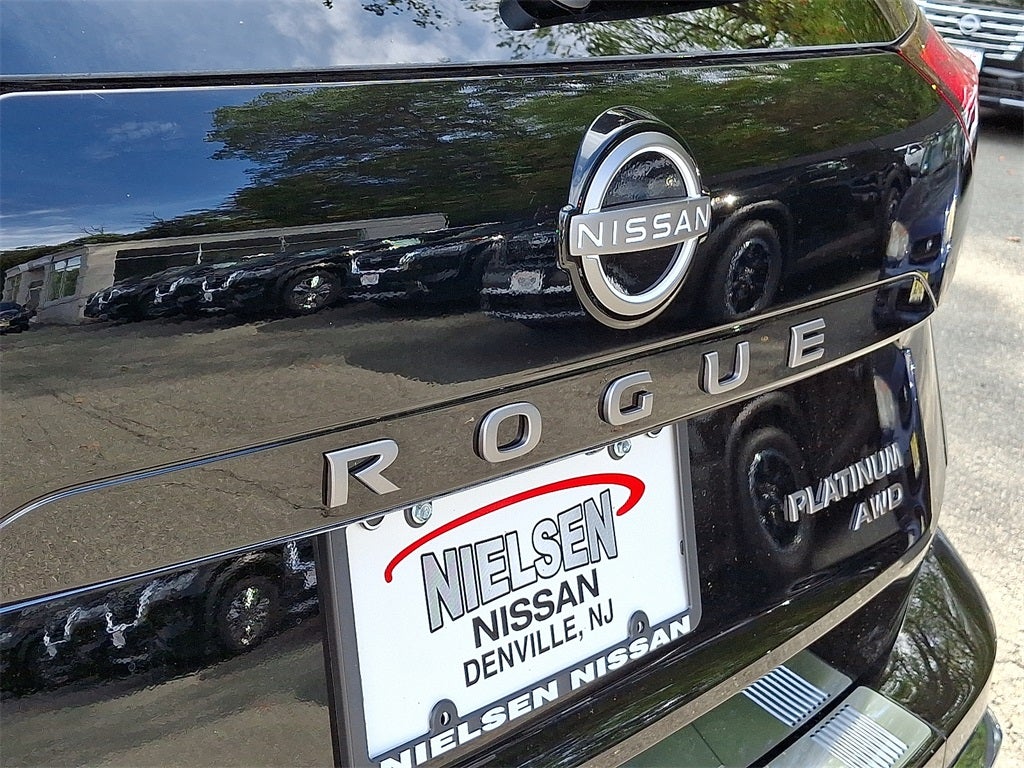 NISSAN
ROGUE
PLATINUM
AWD
NIELSEN
NISSAN
DENVILLE, NJ
NIELSEN NISSAN